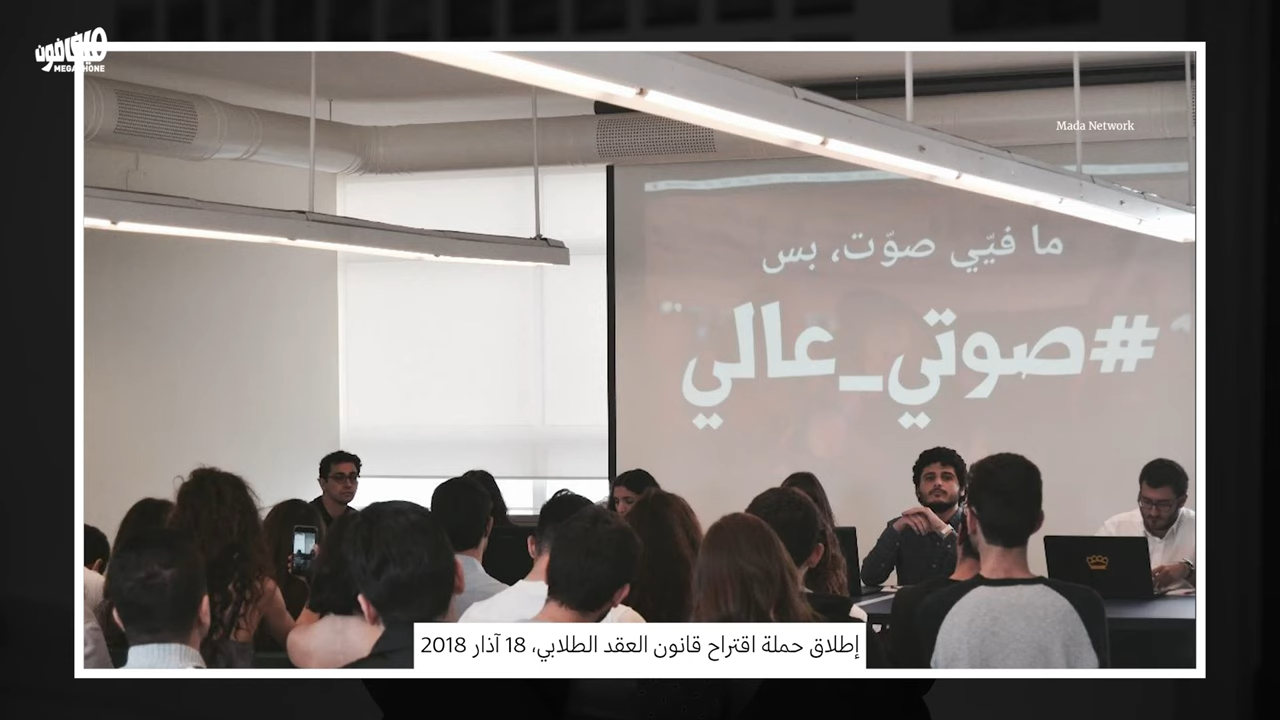 ميغافون
MEGAPHONE
Mada Network
ما فيّي صوّت، بس
#صوتي_عالي
إطلاق حملة اقتراح قانون العقد الطلابي، 18 آذار 2018